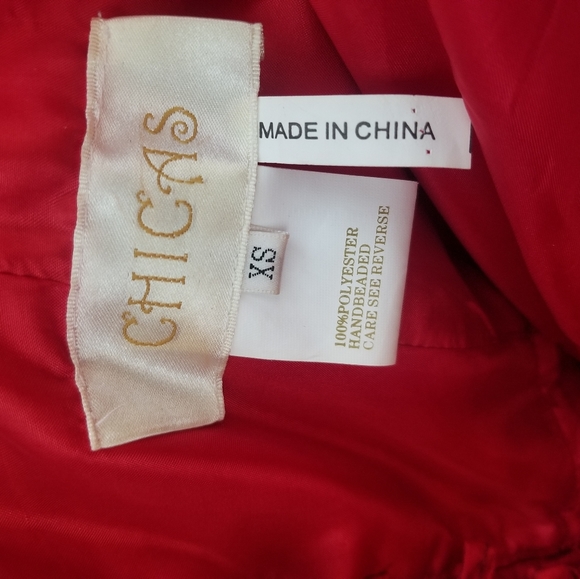 CHICAS
MADE IN CHINA
XS
100%POLYESTER
HANDBEADED
CARE SEE REVERSE